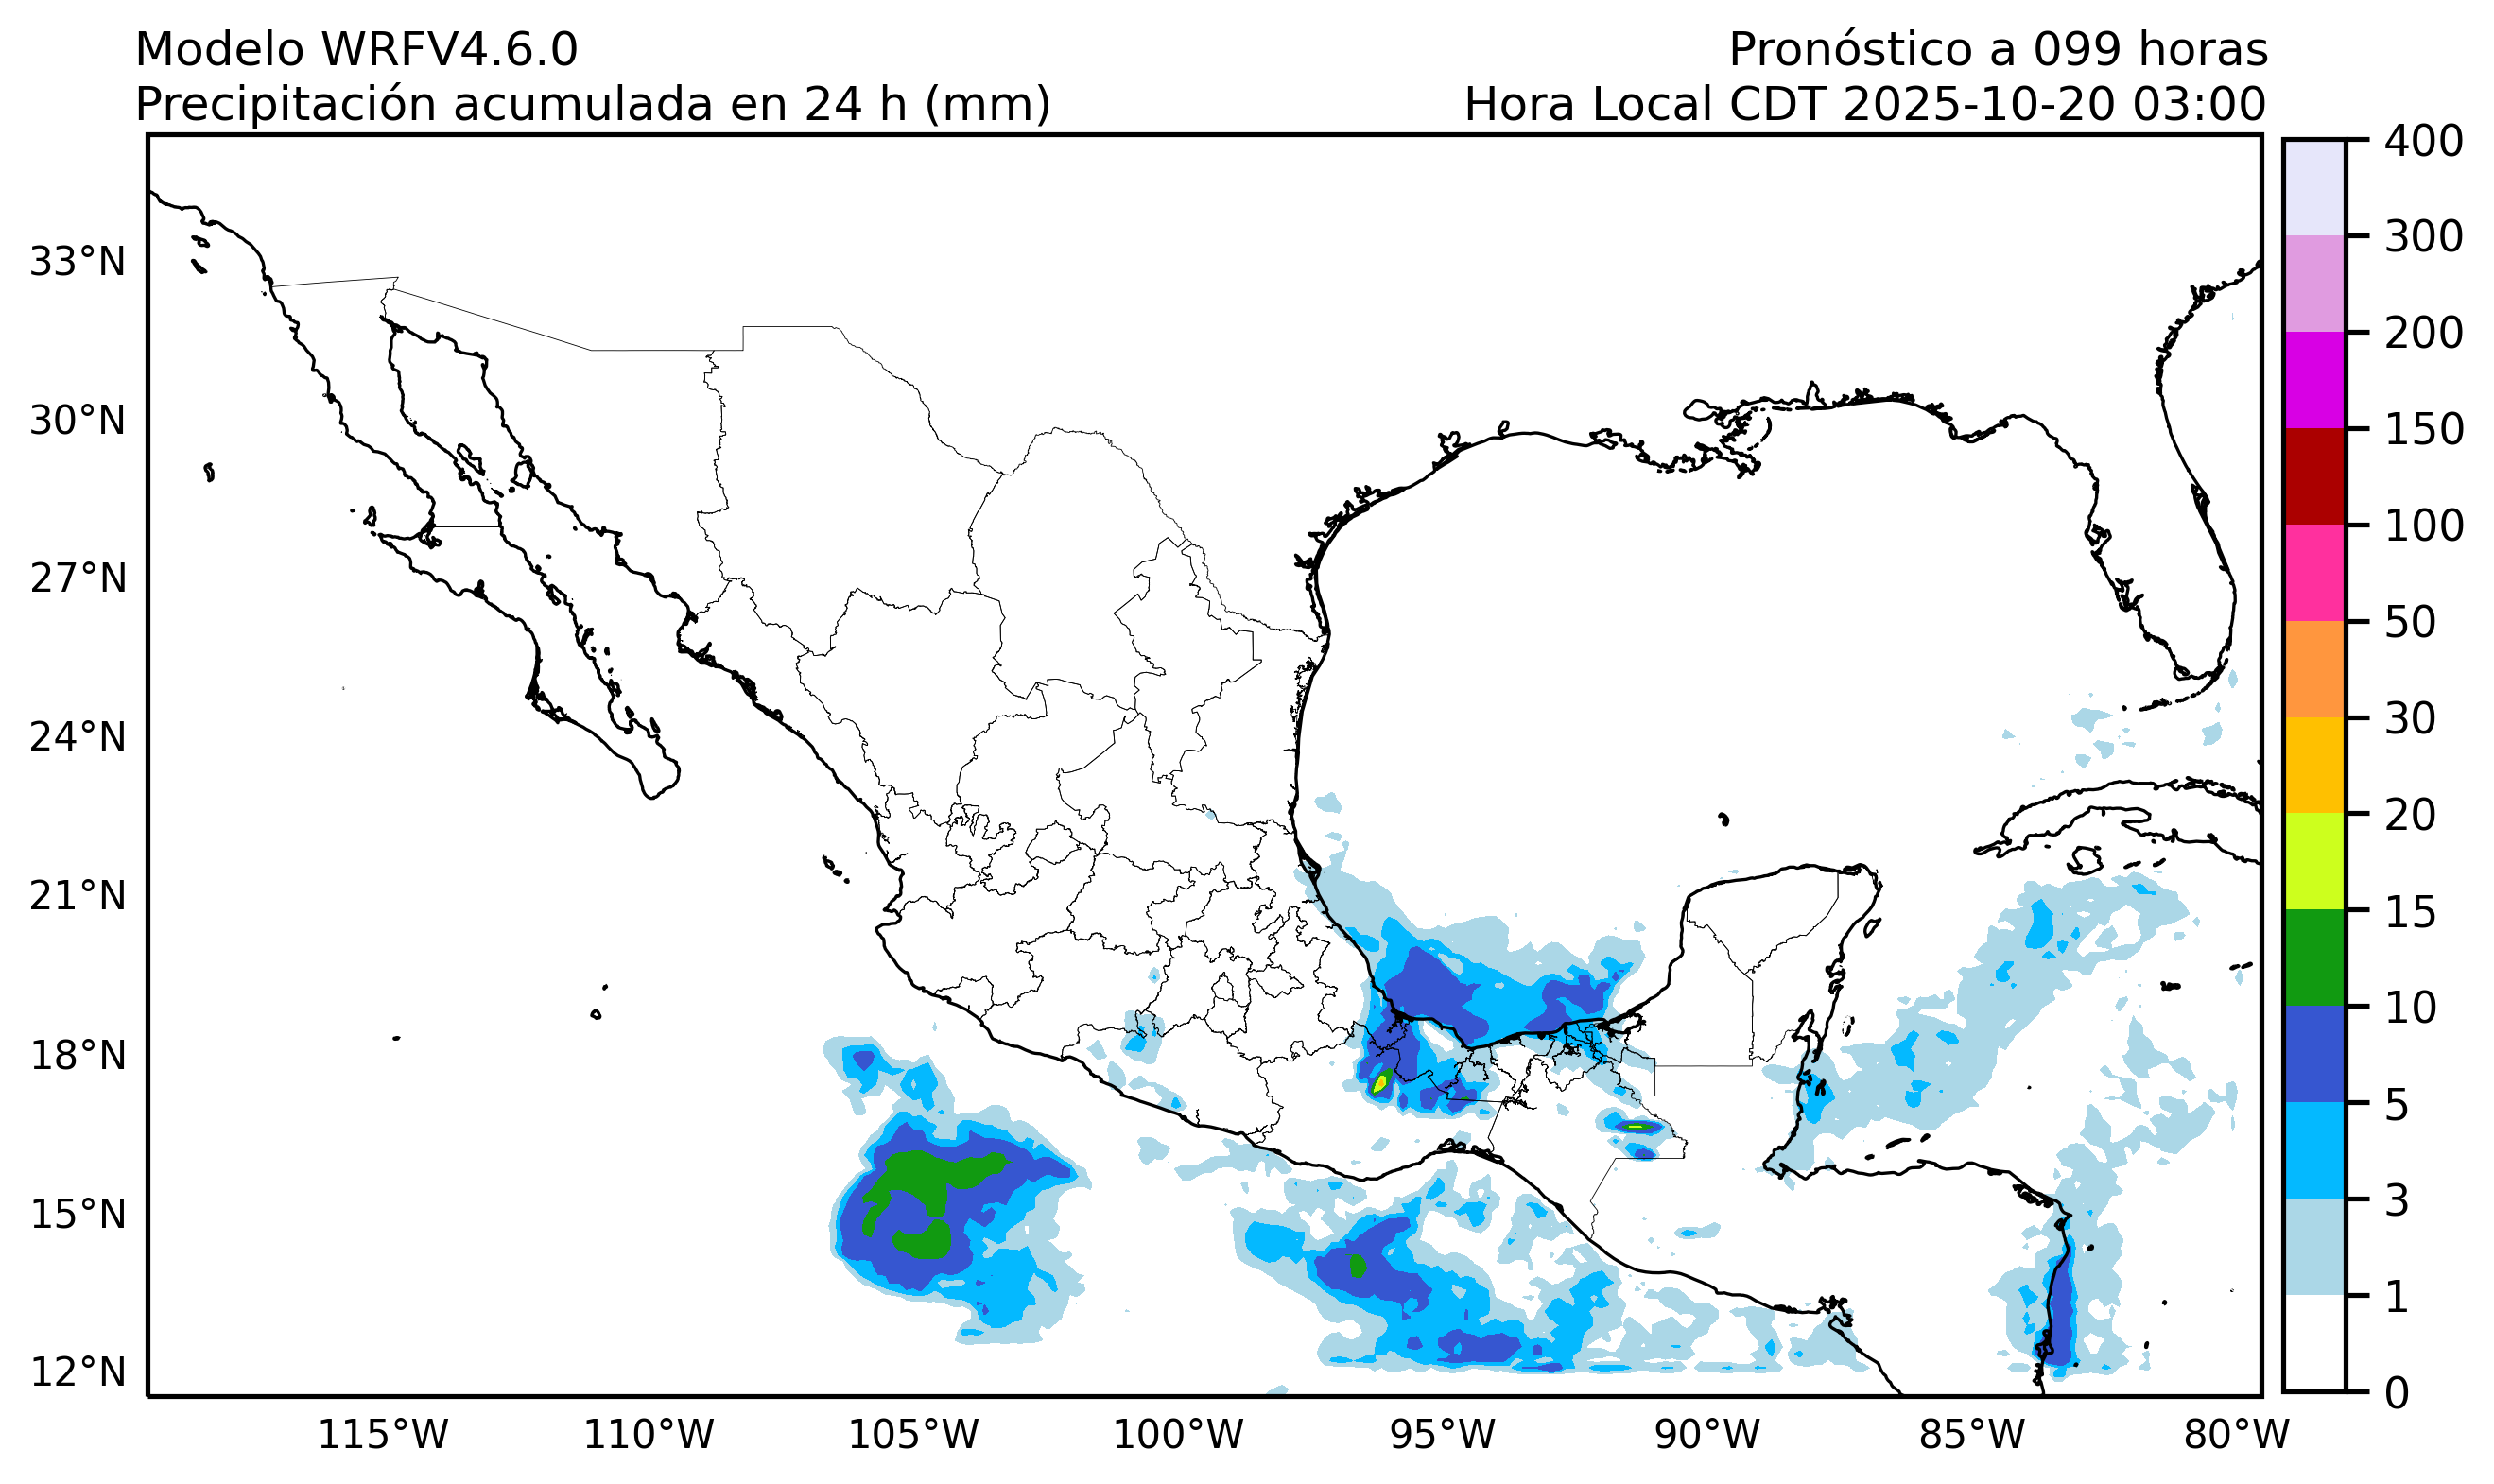 Modelo WRFV4.6.0
Pronóstico a 099 horas
Precipitación acumulada en 24 h (mm)
Hora Local CDT 2025-10-20 03:00
33°N
30°N
27°N
24°N
21°N
18°N
15°N
12°N
115°W
110°W
105°W
100°W
95°W
90°W
85°W
80°W
400
300
200
150
100
50
30
20
15
10
5
3
1
0